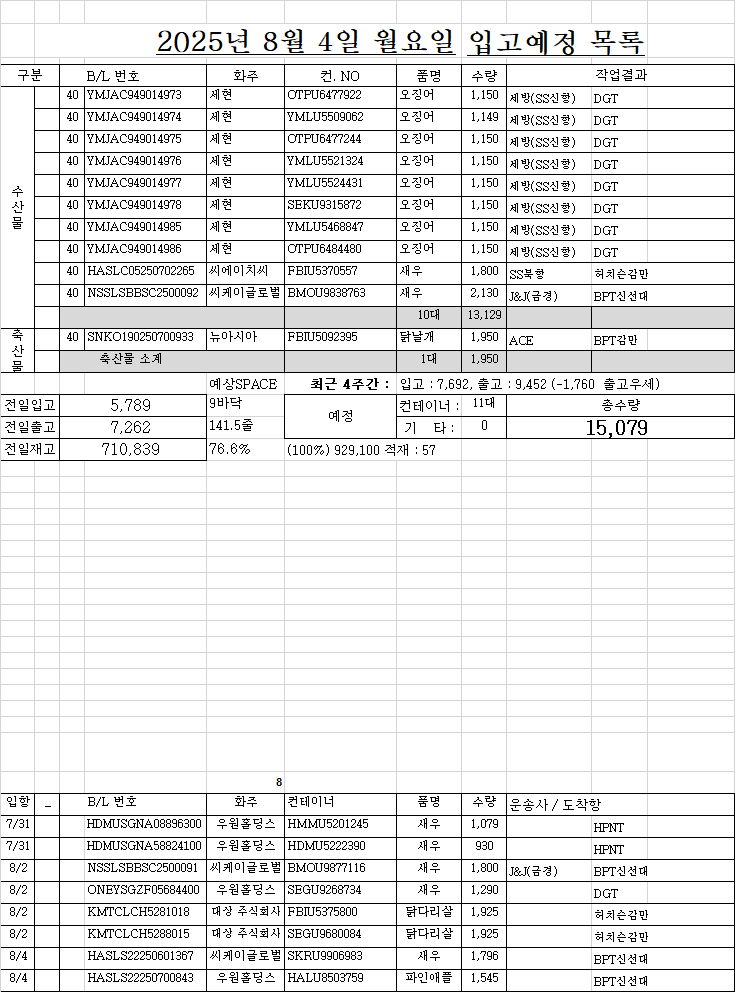 2025년 8월 4일 월요일 입고예정 목록
구분 B/L 번호 화주 컨. NO 품명 수량 작업결과
수산물
40 YMJAC949014973 제현 OTPU6477922 오징어 1,150 세방(SS신항) DGT
40 YMJAC949014974 제현 YMLU5509062 오징어 1,149 세방(SS신항) DGT
40 YMJAC949014975 제현 OTPU6477244 오징어 1,150 세방(SS신항) DGT
40 YMJAC949014976 제현 YMLU5521324 오징어 1,150 세방(SS신항) DGT
40 YMJAC949014977 제현 YMLU5524431 오징어 1,150 세방(SS신항) DGT
40 YMJAC949014978 제현 SEKU9315872 오징어 1,150 세방(SS신항) DGT
40 YMJAC949014985 제현 YMLU5468847 오징어 1,150 세방(SS신항) DGT
40 YMJAC949014986 제현 OTPU6484480 오징어 1,150 세방(SS신항) DGT
40 HASLC05250702265 씨에이치씨 FBIU5370557 새우 1,800 SS북항 허치슨감만
40 NSSLSBBSC2500092 씨케이글로벌 BMOU9838763 새우 2,130 J&J(금경) BPT신선대
10대 13,129
축산물
40 SNKO190250700933 뉴아시아 FBIU5092395 닭날개 1,950 ACE BPT감만
축산물 소계 1대 1,950
예상SPACE 최근 4주간 : 입고 : 7,692, 출고 : 9,452 (-1,760 출고우세)
전일입고 5,789 9바닥 예정 컨테이너 : 11대 총수량
전일출고 7,262 141.5줄 기 타 : 0 15,079
전일재고 710,839 76.6% (100%) 929,100 적재 : 57
8
입항 _ B/L 번호 화주 컨테이너 품명 수량 운송사 / 도착항
7/31 HDMUSGNA08896300 우원홀딩스 HMMU5201245 새우 1,079 HPNT
7/31 HDMUSGNA58824100 우원홀딩스 HDMU5222390 새우 930 HPNT
8/2 NSSLSBBSC2500091 씨케이글로벌 BMOU9877116 새우 1,800 J&J(금경) BPT신선대
8/2 ONEYSGZF05684400 우원홀딩스 SEGU9268734 새우 1,290 DGT
8/2 KMTCLCH5281018 대상 주식회사 FBIU5375800 닭다리살 1,925 허치슨감만
8/2 KMTCLCH5288015 대상 주식회사 SEGU9680084 닭다리살 1,925 허치슨감만
8/4 HASLS22250601367 씨케이글로벌 SKRU9906983 새우 1,796 BPT신선대
8/4 HASLS22250700843 우원홀딩스 HALU8503759 파인애플 1,545 BPT신선대